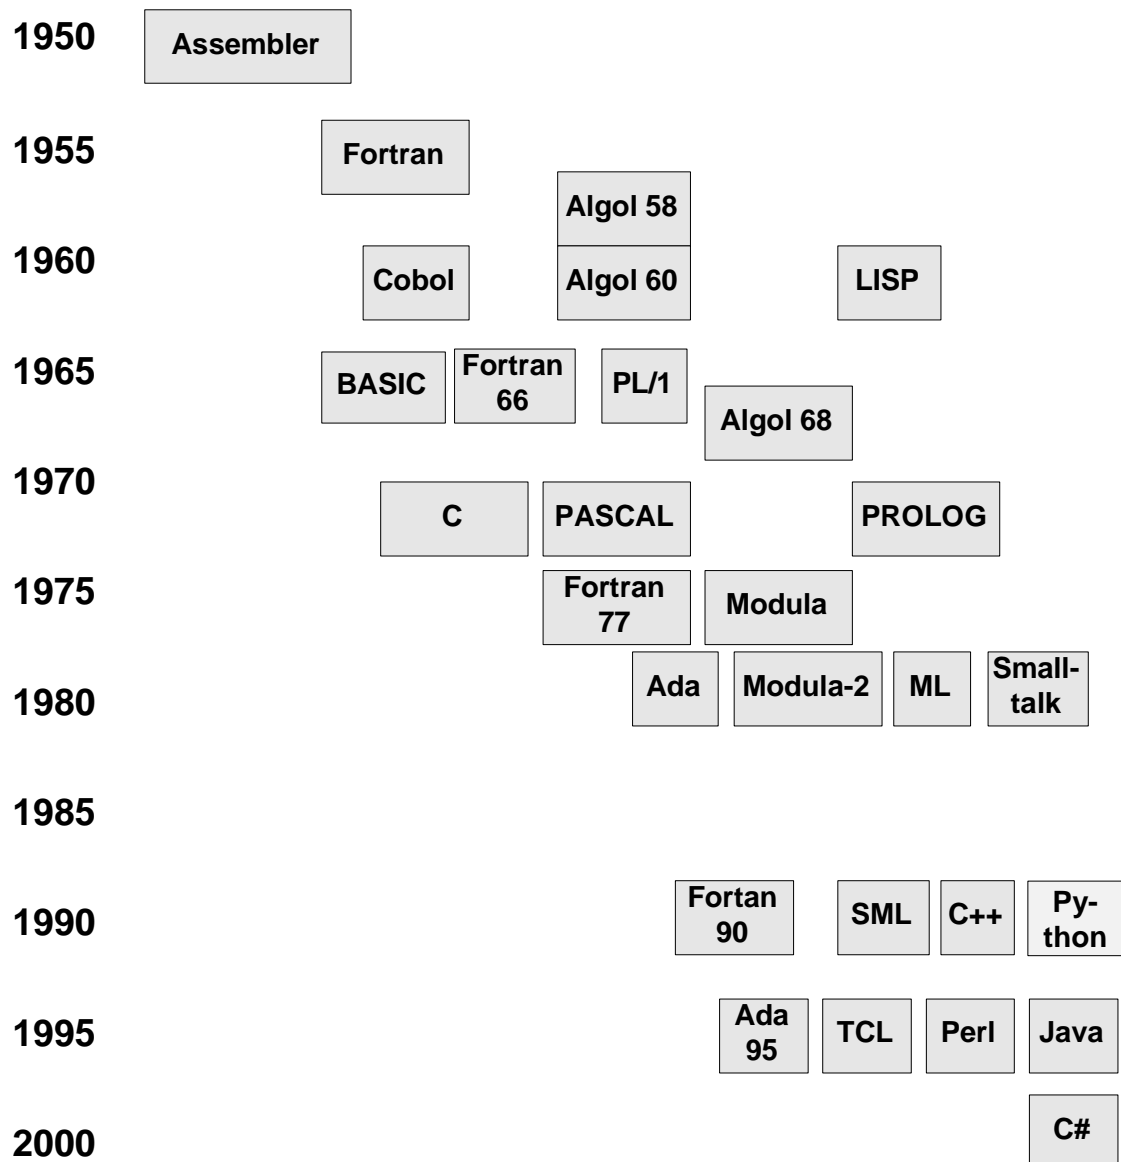 1950
Assembler
1955
Fortran
Algol 58
1960
Cobol
Algol 60
LISP
1965
BASIC
Fortran
66
PL/1
Algol 68
1970
C
PASCAL
PROLOG
1975
Fortran
77
Modula
1980
Ada
Modula-2
ML
Small-
talk
1985
1990
Fortan
90
SML
C++
Py-
thon
1995
Ada
95
TCL
Perl
Java
2000
C#